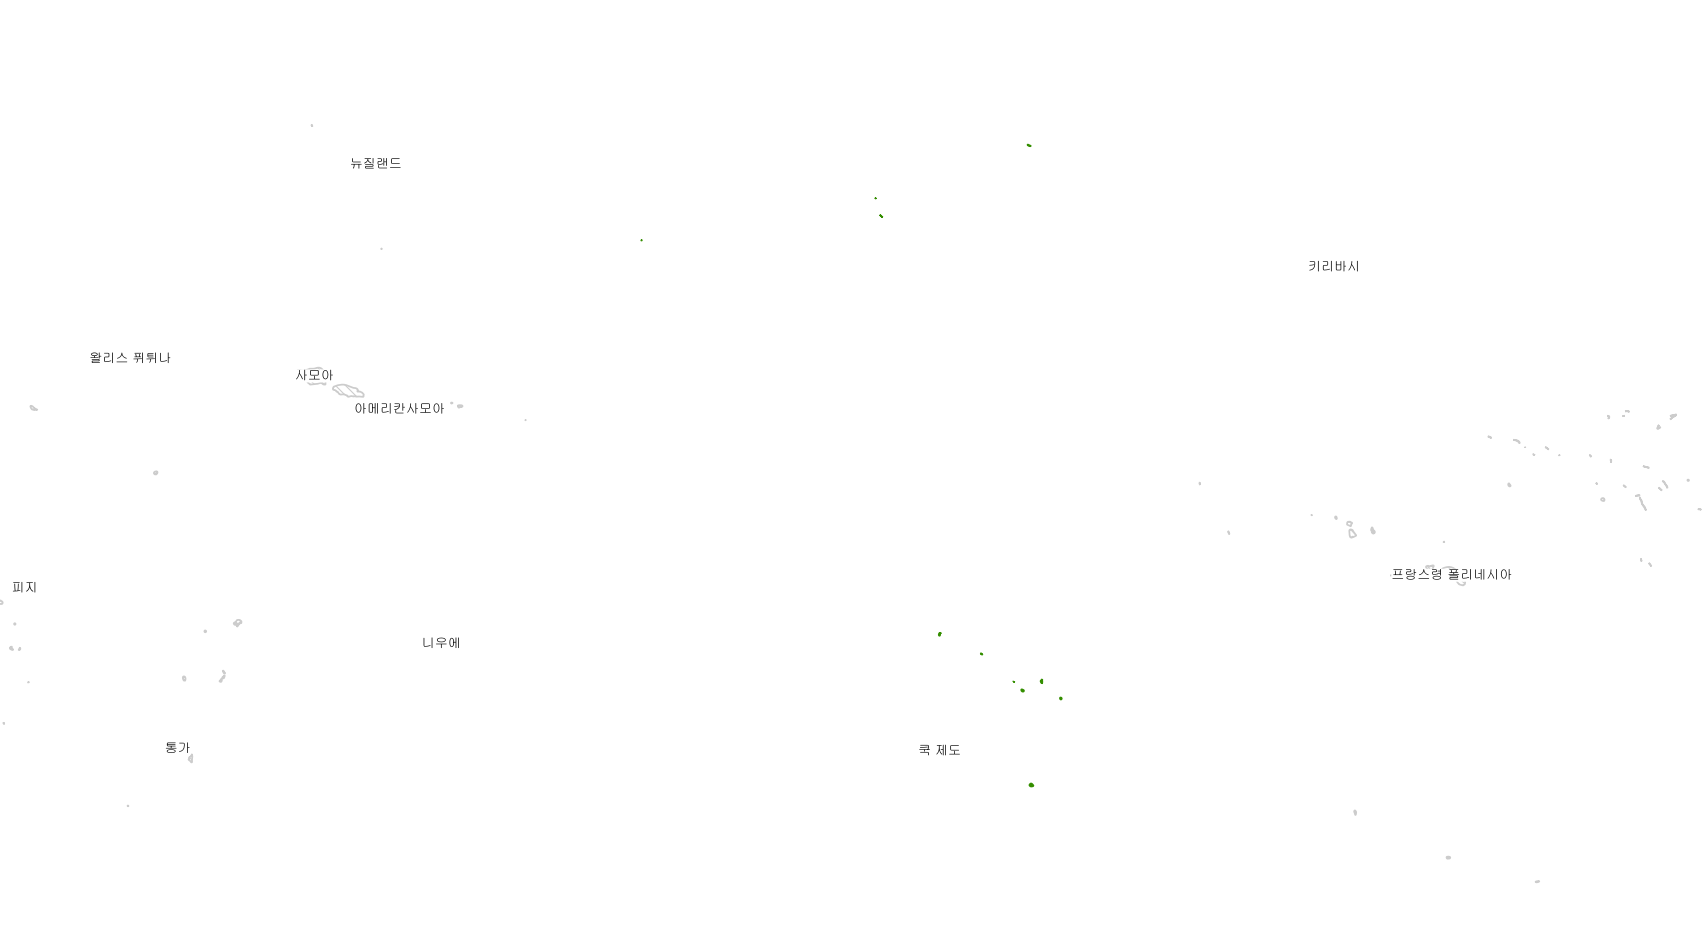 뉴질랜드
키리바시
왈리스 퓌튀나
사모아
아메리칸사모아
프랑스령 폴리네시아
피지
니우에
통가
쿡 제도